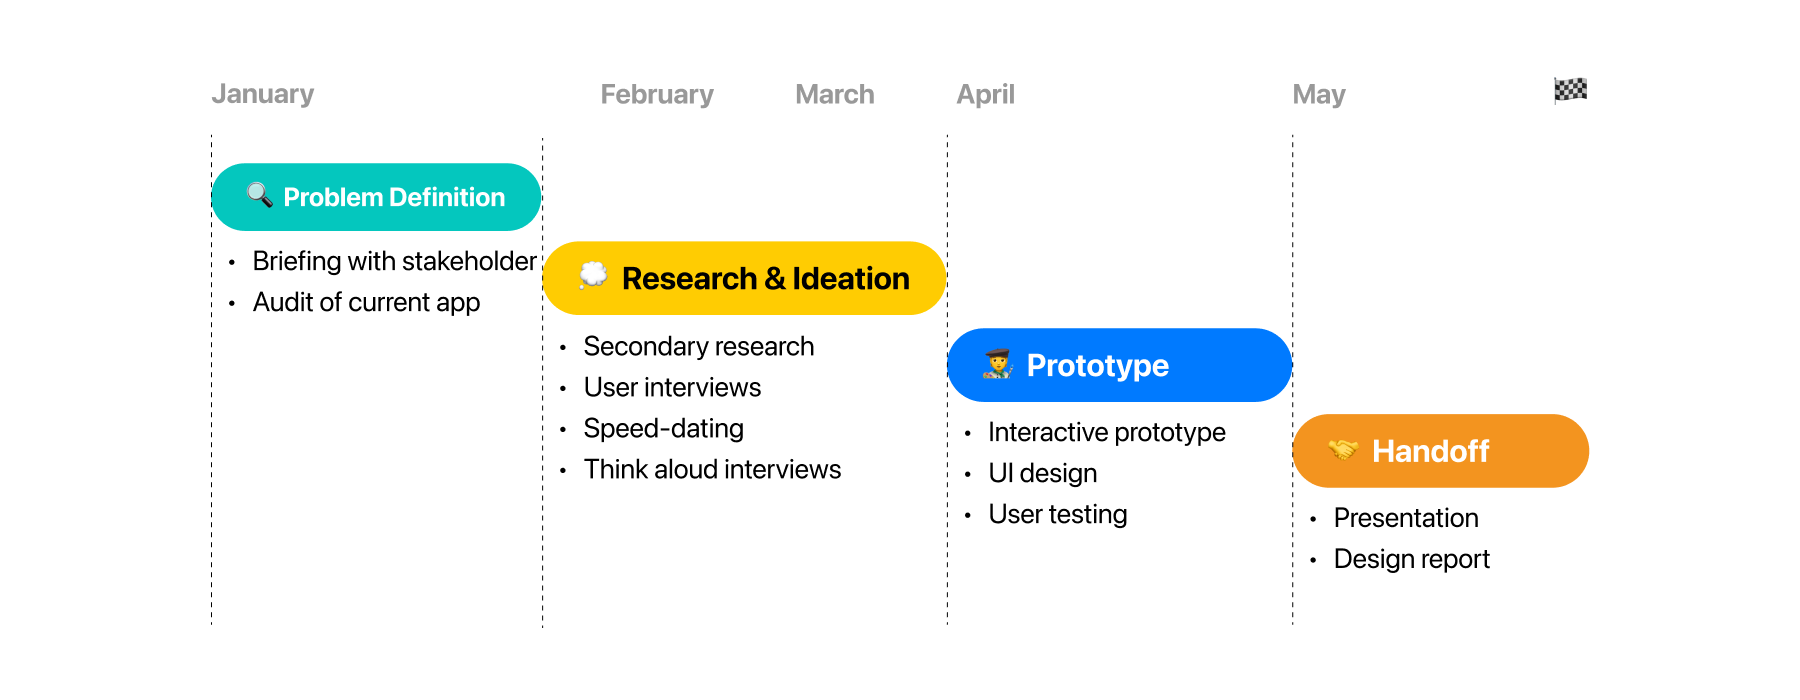 January
February
March
April
May
Problem Definition
• Briefing with stakeholder
• Audit of current app
Research & Ideation
• Secondary research
• User interviews
• Speed-dating
• Think aloud interviews
Prototype
• Interactive prototype
• UI design
• User testing
Handoff
• Presentation
• Design report